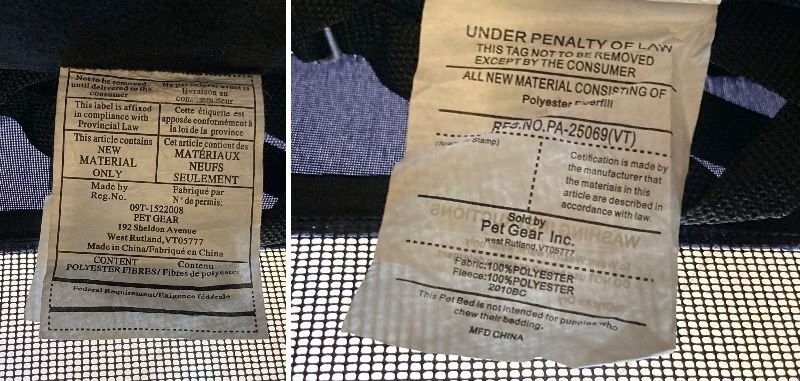 Not to be removed
until delivered to the
consumer
livraison au
consommateur
This label is affixed
in compliance with
Provincial Law
Cette étiquette est
apposée conformément à
la loi de la province
This article contains
NEW
MATERIAL
ONLY
Cet article contient des
MATÉRIAUX
NEUFS
SEULEMENT
Made by
Reg.No.
Fabriqué par
N° de permis:
09T-1522008
PET GEAR
192 Sheldon Avenue
West Rutland,VT05777
Made in China/Fabriqué en China
CONTENT Contenu
POLYESTER FIBRES/ Fibres de polyester
Federal Requirement/Exigence fédérale
UNDER PENALTY OF LAW
THIS TAG NOT TO BE REMOVED
EXCEPT BY THE CONSUMER
ALL NEW MATERIAL CONSISTING OF
Polyester
REG.NO.PA-25069(VT)
Stamp)
Cetification is made by
the manufacturer that
the materials in this
article are described in
accordance with law.
Sold by
Pet Gear Inc.
west Rutland,VT05777
Fabric:100%POLYESTER
Fleece:100%POLYESTER
2010BC
This Pet Bed is not intended for puppies who
chew their bedding.
MFD CHINA